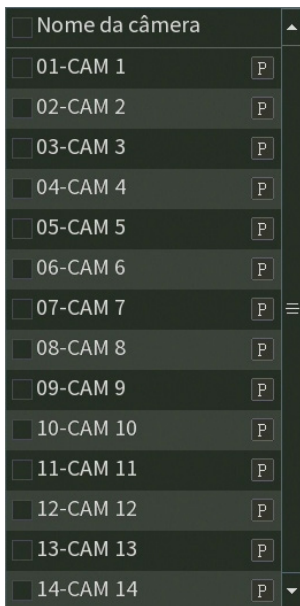 Nome da câmera
01-CAM 1 P
02-CAM 2 P
03-CAM 3 P
04-CAM 4 P
05-CAM 5 P
06-CAM 6 P
07-CAM 7 P
08-CAM 8 P
09-CAM 9 P
10-CAM 10 P
11-CAM 11 P
12-CAM 12 P
13-CAM 13 P
14-CAM 14 P